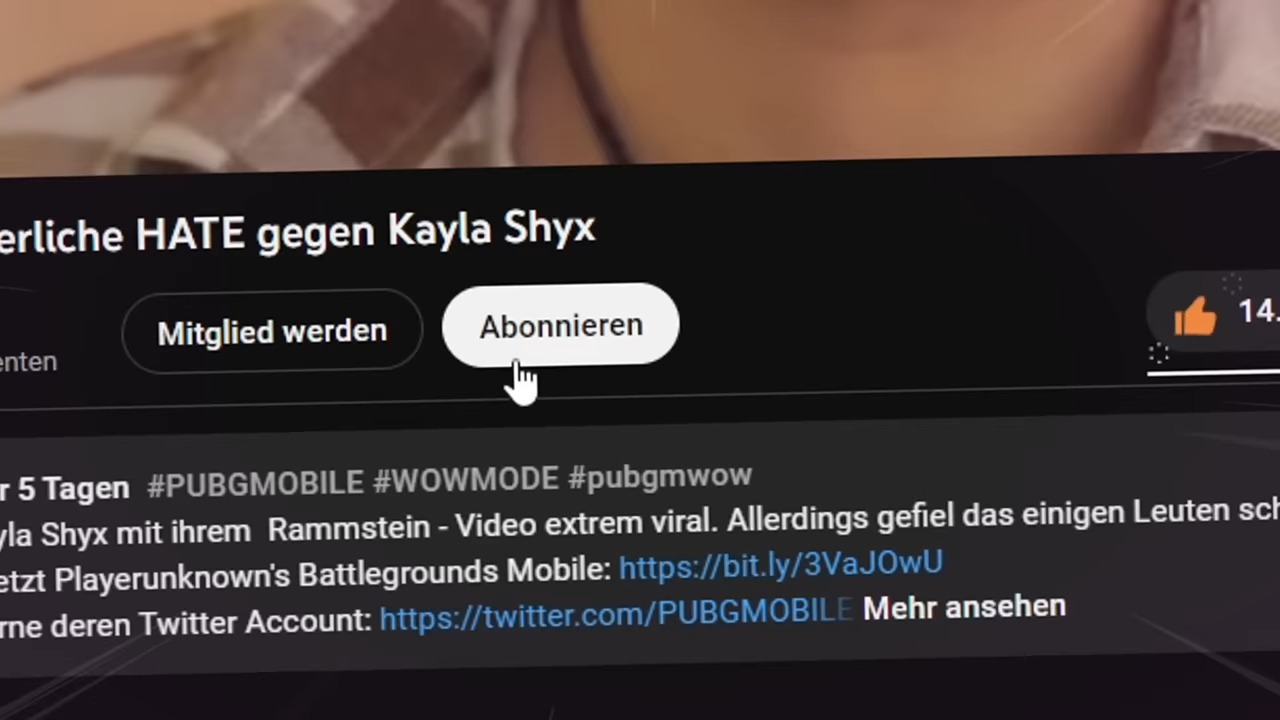 erliche HATE gegen Kayla Shyx
Mitglied werden
Abonnieren
14.
enten
r 5 Tagen #PUBGMOBILE #WOWMODE #pubgmwow
yla Shyx mit ihrem Rammstein - Video extrem viral. Allerdings gefiel das einigen Leuten sch
etzt Playerunknown's Battlegrounds Mobile: https://bit.ly/3VaJOwU
rne deren Twitter Account: https://twitter.com/PUBGMOBILE Mehr ansehen